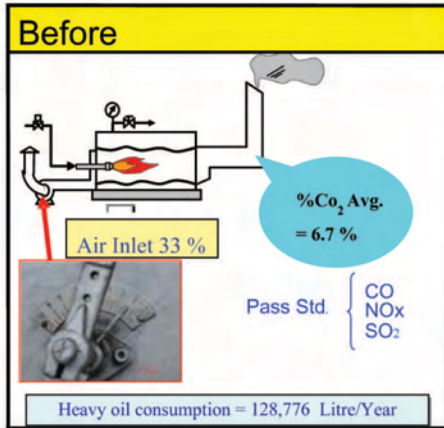 Before
%Co₂ Avg.
= 6.7 %
Air Inlet 33 %
Pass Std.
CO
NOx
SO₂
Heavy oil consumption = 128,776 Litre/Year